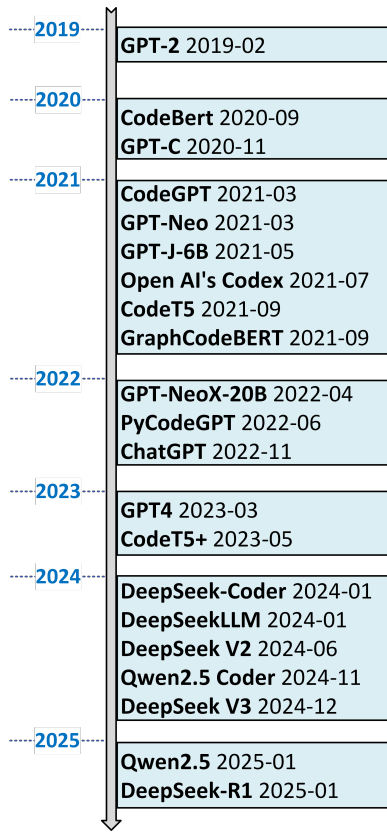 2019
GPT-2 2019-02
2020
CodeBert 2020-09
GPT-C 2020-11
2021
CodeGPT 2021-03
GPT-Neo 2021-03
GPT-J-6B 2021-05
Open AI's Codex 2021-07
CodeT5 2021-09
GraphCodeBERT 2021-09
2022
GPT-NeoX-20B 2022-04
PyCodeGPT 2022-06
ChatGPT 2022-11
2023
GPT4 2023-03
CodeT5+ 2023-05
2024
DeepSeek-Coder 2024-01
DeepSeekLLM 2024-01
DeepSeek V2 2024-06
Qwen2.5 Coder 2024-11
DeepSeek V3 2024-12
2025
Qwen2.5 2025-01
DeepSeek-R1 2025-01